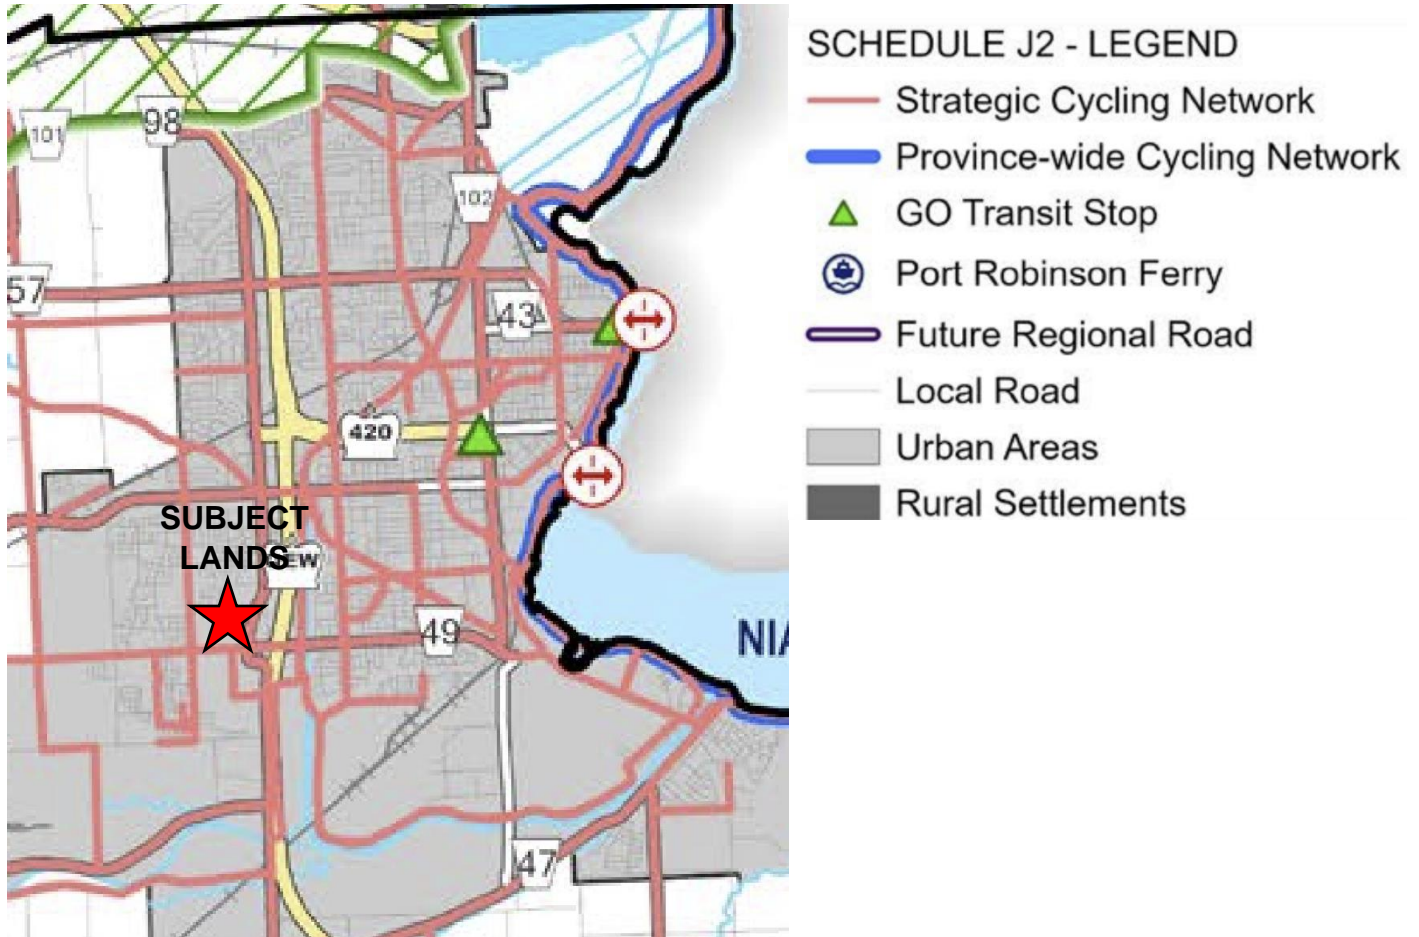 98
101
102
57
43
420
SUBJECT
LANDS
EW
49
NIA
47
SCHEDULE J2 - LEGEND
Strategic Cycling Network
Province-wide Cycling Network
GO Transit Stop
Port Robinson Ferry
Future Regional Road
Local Road
Urban Areas
Rural Settlements